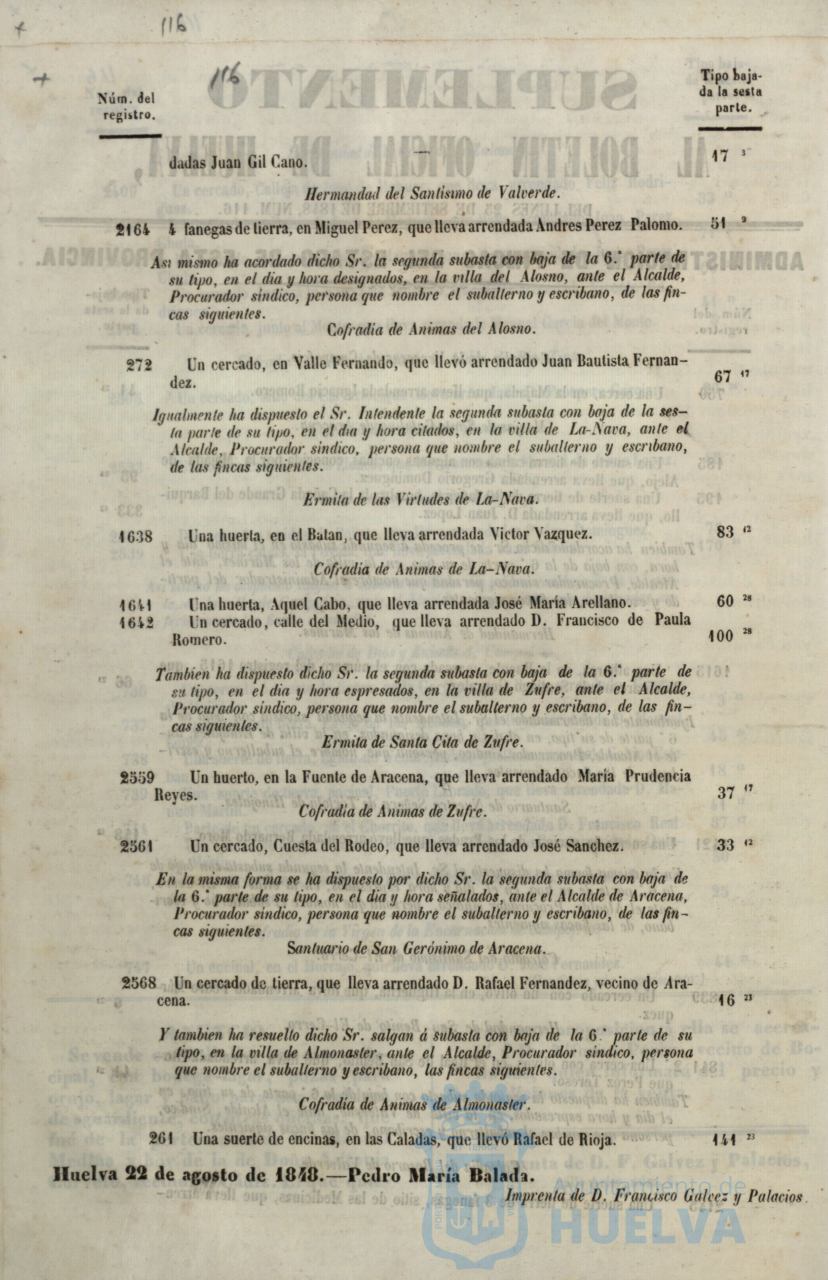 116
116
Núm. del
registro.
Tipo baja-
da la sesta
parte.
dadas Juan Gil Cano. 17 3
Hermandad del Santísimo de Valverde.
2164 4 fanegas de tierra, en Miguel Perez, que lleva arrendada Andres Perez Palomo. 51 9
Asi mismo ha acordado dicho Sr. la segunda subasta con baja de la 6.ª parte de
su tipo, en el dia y hora designados, en la villa del Alosno, ante el Alcalde,
Procurador síndico, persona que nombre el subalterno y escribano, de las fin-
cas siguientes.
Cofradia de Animas del Alosno.
272 Un cercado, en Valle Fernando, que llevó arrendado Juan Bautista Fernan-
dez. 67 17
Igualmente ha dispuesto el Sr. Intendente la segunda subasta con baja de la ses-
ta parte de su tipo, en el dia y hora citados, en la villa de La-Nava, ante el
Alcalde, Procurador síndico, persona que nombre el subalterno y escribano,
de las fincas siguientes.
Ermita de las Virtudes de La-Nava.
1638 Una huerta, en el Batan, que lleva arrendada Victor Vazquez. 83 12
Cofradia de Animas de La-Nava.
1641 Una huerta, Aquel Cabo, que lleva arrendada José María Arellano. 60 28
1642 Un cercado, calle del Medio, que lleva arrendado D. Francisco de Paula
Romero. 100 28
Tambien ha dispuesto dicho Sr. la segunda subasta con baja de la 6.ª parte de
su tipo, en el dia y hora espresados, en la villa de Zufre, ante el Alcalde,
Procurador síndico, persona que nombre el subalterno y escribano, de las fin-
cas siguientes.
Ermita de Santa Cita de Zufre.
2559 Un huerto, en la Fuente de Aracena, que lleva arrendado María Prudencia
Reyes. 37 17
Cofradia de Animas de Zufre.
2561 Un cercado, Cuesta del Rodeo, que lleva arrendado José Sanchez. 33 12
En la misma forma se ha dispuesto por dicho Sr. la segunda subasta con baja de
la 6.ª parte de su tipo, en el dia y hora señalados, ante el Alcalde de Aracena,
Procurador síndico, persona que nombre el subalterno y escribano, de las fin-
cas siguientes.
Santuario de San Gerónimo de Aracena.
2568 Un cercado de tierra, que lleva arrendado D. Rafael Fernandez, vecino de Ara-
cena. 16 23
Y tambien ha resuelto dicho Sr. salgan á subasta con baja de la 6.ª parte de su
tipo, en la villa de Almonaster, ante el Alcalde, Procurador síndico, persona
que nombre el subalterno y escribano, las fincas siguientes.
Cofradia de Animas de Almonaster.
261 Una suerte de encinas, en las Caladas, que llevó Rafael de Rioja. 141 23
Huelva 22 de agosto de 1848.—Pedro María Balada.
Imprenta de D. Francisco Galvez y Palacios.
Ayuntamiento de
HUELVA